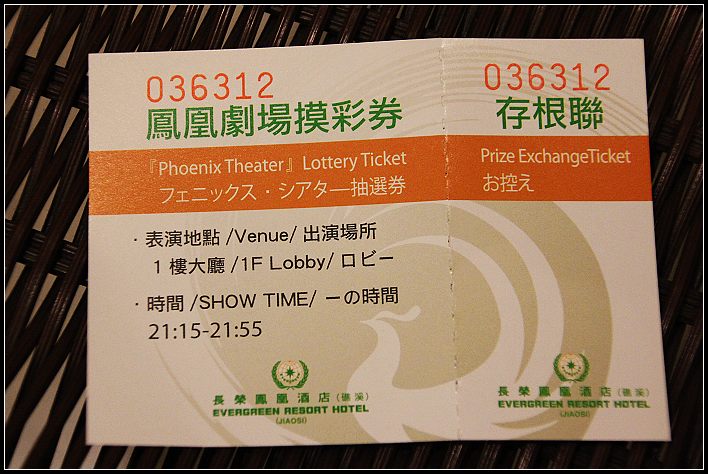 036312
鳳凰劇場摸彩券
『Phoenix Theater』Lottery Ticket
フェニックス・シアター抽選券
・表演地點 /Venue/ 出演場所
1 樓大廳 /1F Lobby/ ロビー
・時間 /SHOW TIME/ ーの時間
21:15-21:55
長榮鳳凰酒店(礁溪)
EVERGREEN RESORT HOTEL
(JIAOSI)
036312
存根聯
Prize ExchangeTicket
お控え
長榮鳳凰酒店(礁溪)
EVERGREEN RESORT HOTEL
(JIAOSI)